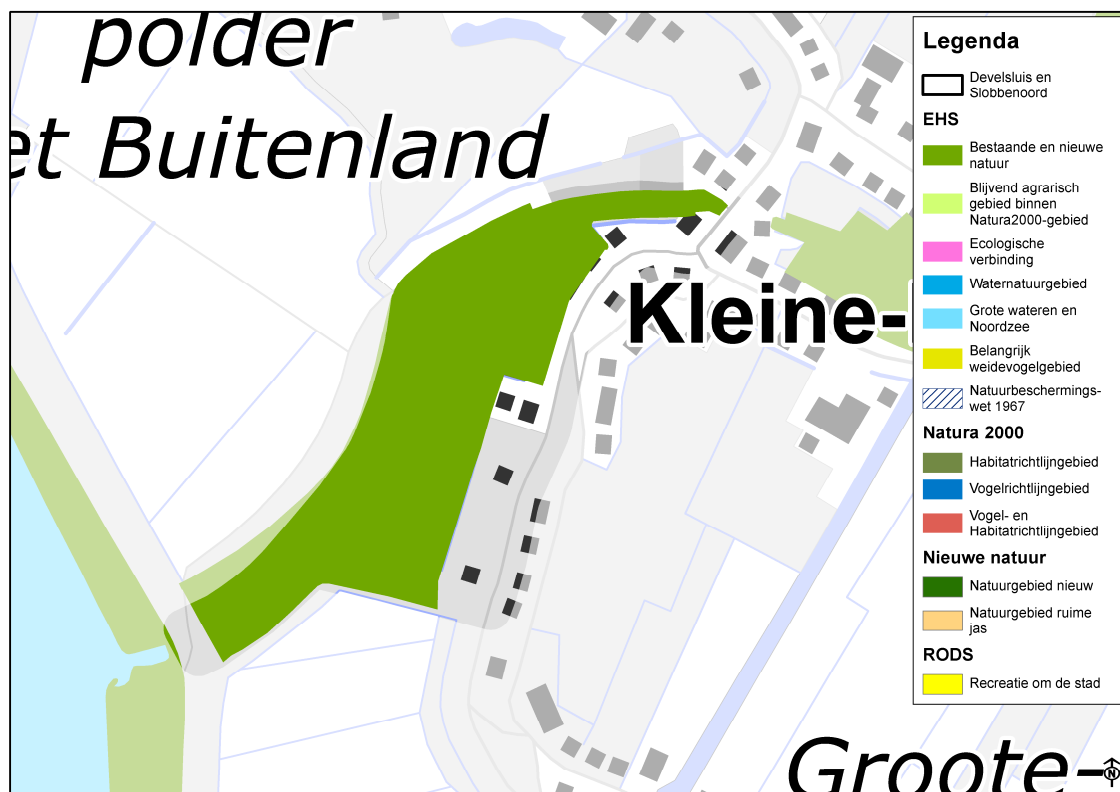 polder
et Buitenland
Kleine-
Groote-
N
Legenda
Develsluis en
Slobbenoord
EHS
Bestaande en nieuwe
natuur
Blijvend agrarisch
gebied binnen
Natura2000-gebied
Ecologische
verbinding
Waternatuurgebied
Grote wateren en
Noordzee
Belangrijk
weidevogelgebied
Natuurbeschermings-
wet 1967
Natura 2000
Habitatrichtlijngebied
Vogelrichtlijngebied
Vogel- en
Habitatrichtlijngebied
Nieuwe natuur
Natuurgebied nieuw
Natuurgebied ruime
jas
RODS
Recreatie om de stad